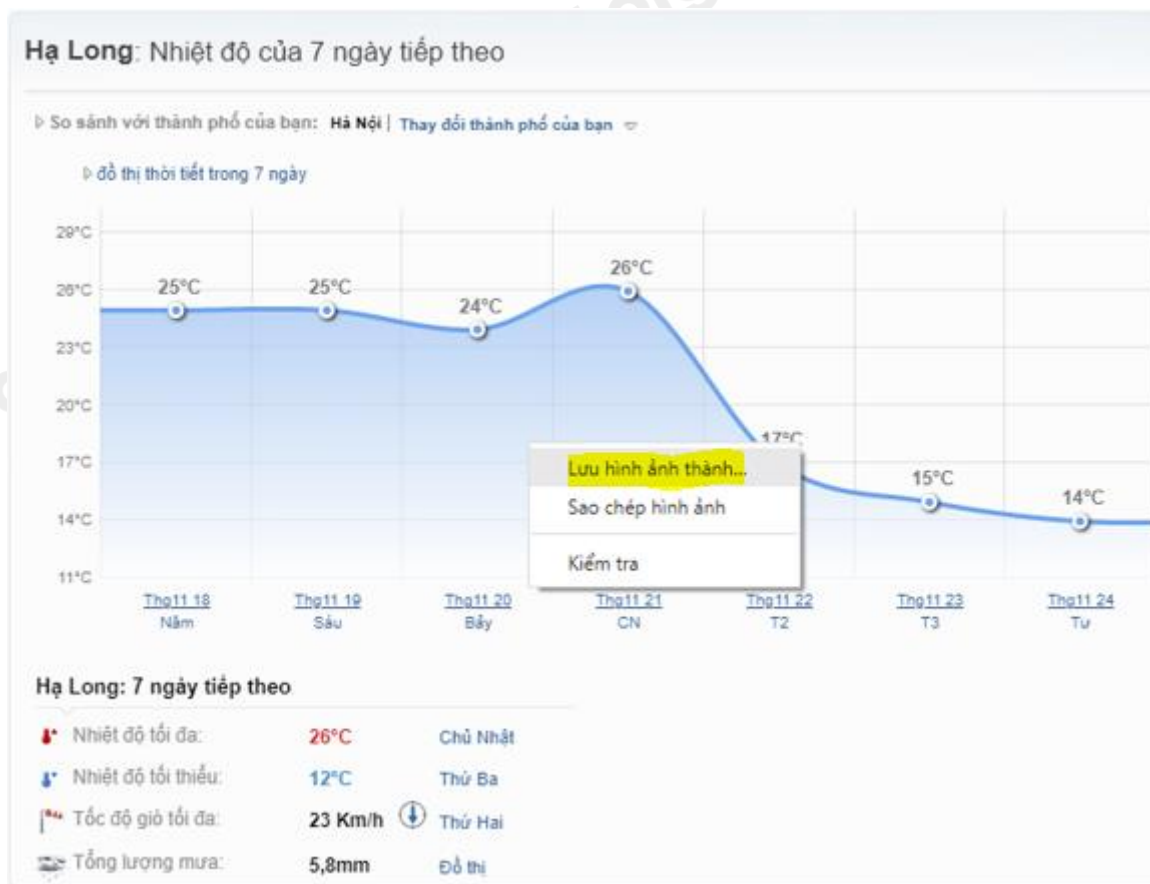 Hạ Long: Nhiệt độ của 7 ngày tiếp theo
So sánh với thành phố của bạn: Hà Nội | Thay đổi thành phố của bạn
đồ thị thời tiết trong 7 ngày
29°C
26°C
23°C
20°C
17°C
14°C
11°C
25°C
25°C
24°C
26°C
17°C
15°C
14°C
Lưu hình ảnh thành...
Sao chép hình ảnh
Kiểm tra
Thg11 18 Thg11 19 Thg11 20 Thg11 21 Thg11 22 Thg11 23 Thg11 24
Năm Sáu Bảy CN T2 T3 Tư
Hạ Long: 7 ngày tiếp theo
Nhiệt độ tối đa: 26°C Chủ Nhật
Nhiệt độ tối thiểu: 12°C Thứ Ba
Tốc độ gió tối đa: 23 Km/h Thứ Hai
Tổng lượng mưa: 5,8mm Đồ thị